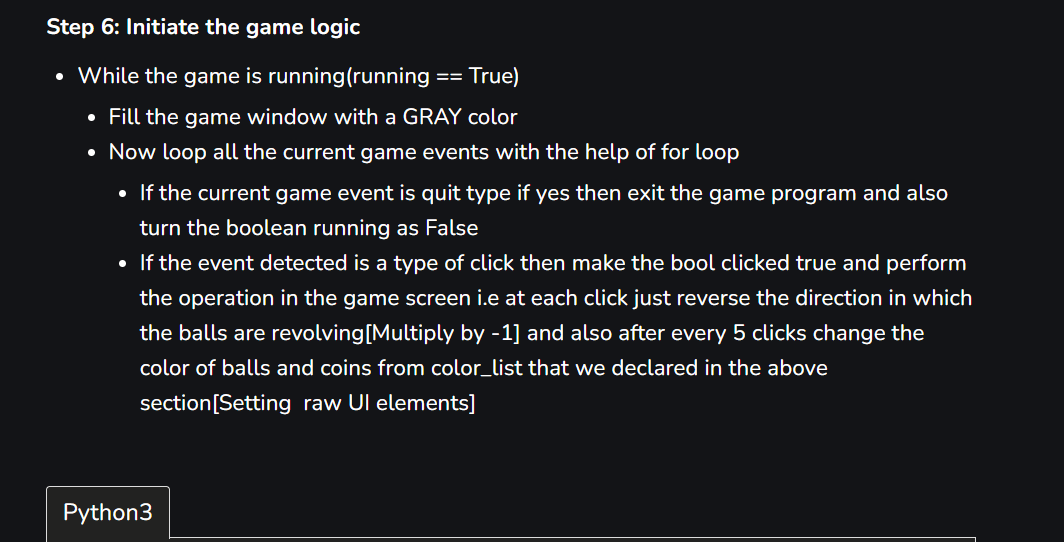 Step 6: Initiate the game logic
While the game is running(running == True)
Fill the game window with a GRAY color
Now loop all the current game events with the help of for loop
If the current game event is quit type if yes then exit the game program and also
turn the boolean running as False
If the event detected is a type of click then make the bool clicked true and perform
the operation in the game screen i.e at each click just reverse the direction in which
the balls are revolving[Multiply by -1] and also after every 5 clicks change the
color of balls and coins from color_list that we declared in the above
section[Setting  raw UI elements]
Python3